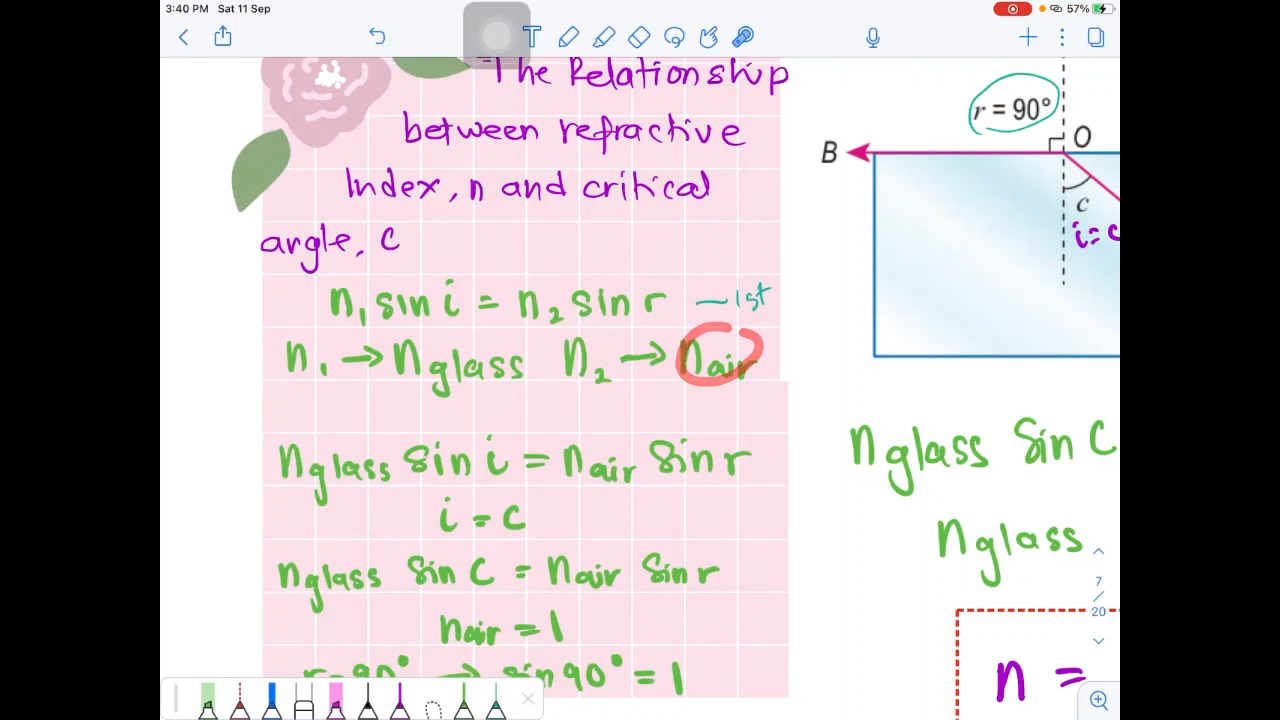 3:40 PM Sat 11 Sep
57%
The Relationship
between refractive
Index, n and critical
angle, c
n₁ sin i = n₂ sin r — 1st
n₁ → nglass n₂ → nair
nglass sin i = nair sin r
i = c
nglass sin c = nair sin r
nair = 1
r = 90° → sin 90° = 1
r = 90°
O
B
c
i = c
nglass sin c
nglass
n =
7
/
20